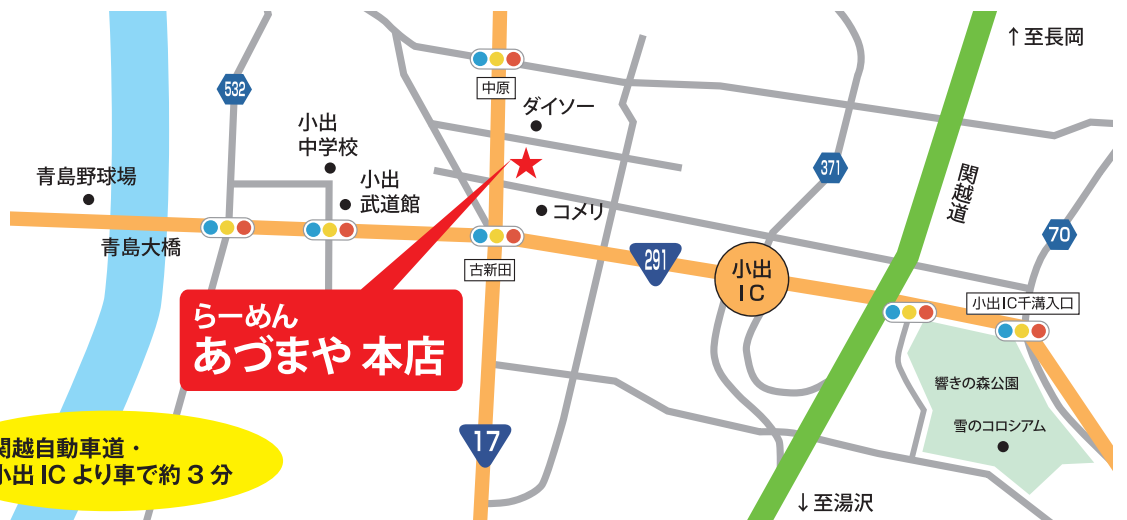 ↑至長岡
中原
532
ダイソー
小出
中学校
青島野球場
小出
武道館
371
関越道
コメリ
70
青島大橋
古新田
291
小出
IC
小出IC干溝入口
らーめん
あづまや 本店
響きの森公園
雪のコロシアム
17
関越自動車道・
小出 IC より車で約 3 分
↓至湯沢